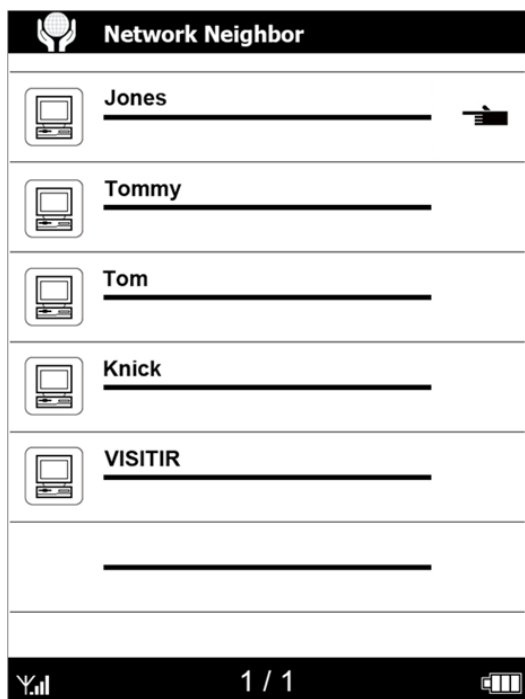 Network Neighbor
Jones
Tommy
Tom
Knick
VISITIR
1 / 1